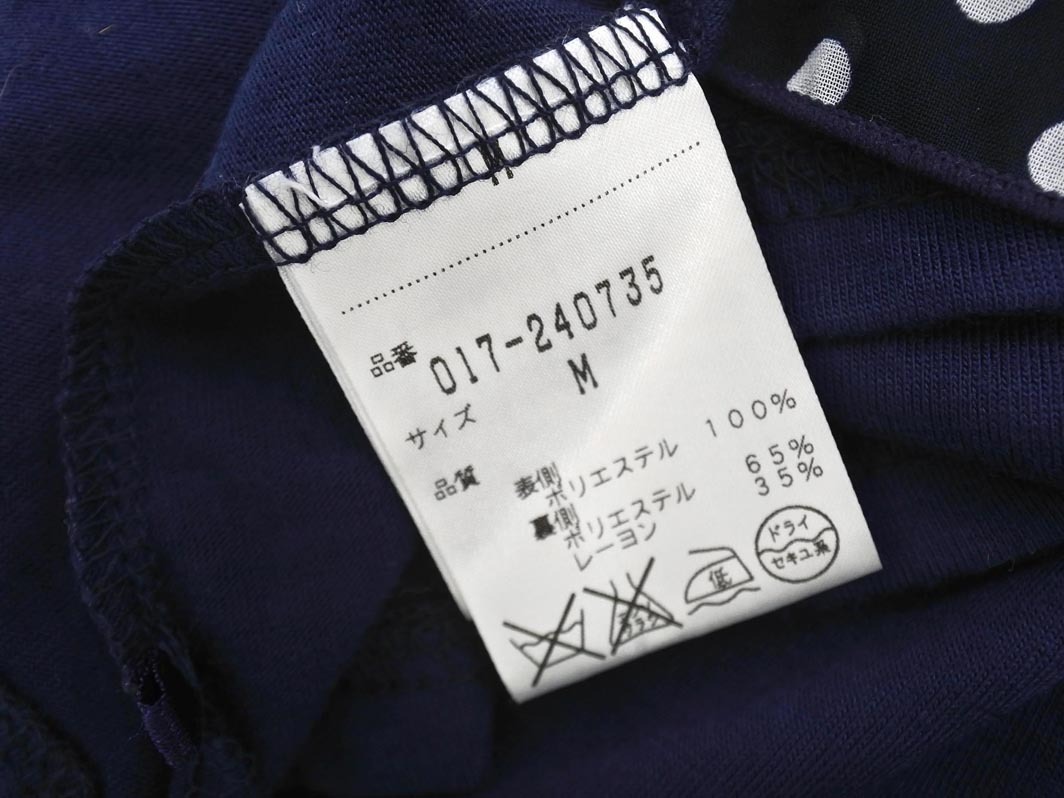 M
品番 017-240735
サイズ M
品質 表側
ポリエステル 100%
裏側
ポリエステル 65%
レーヨン 35%
低
ドライ
セキユ系